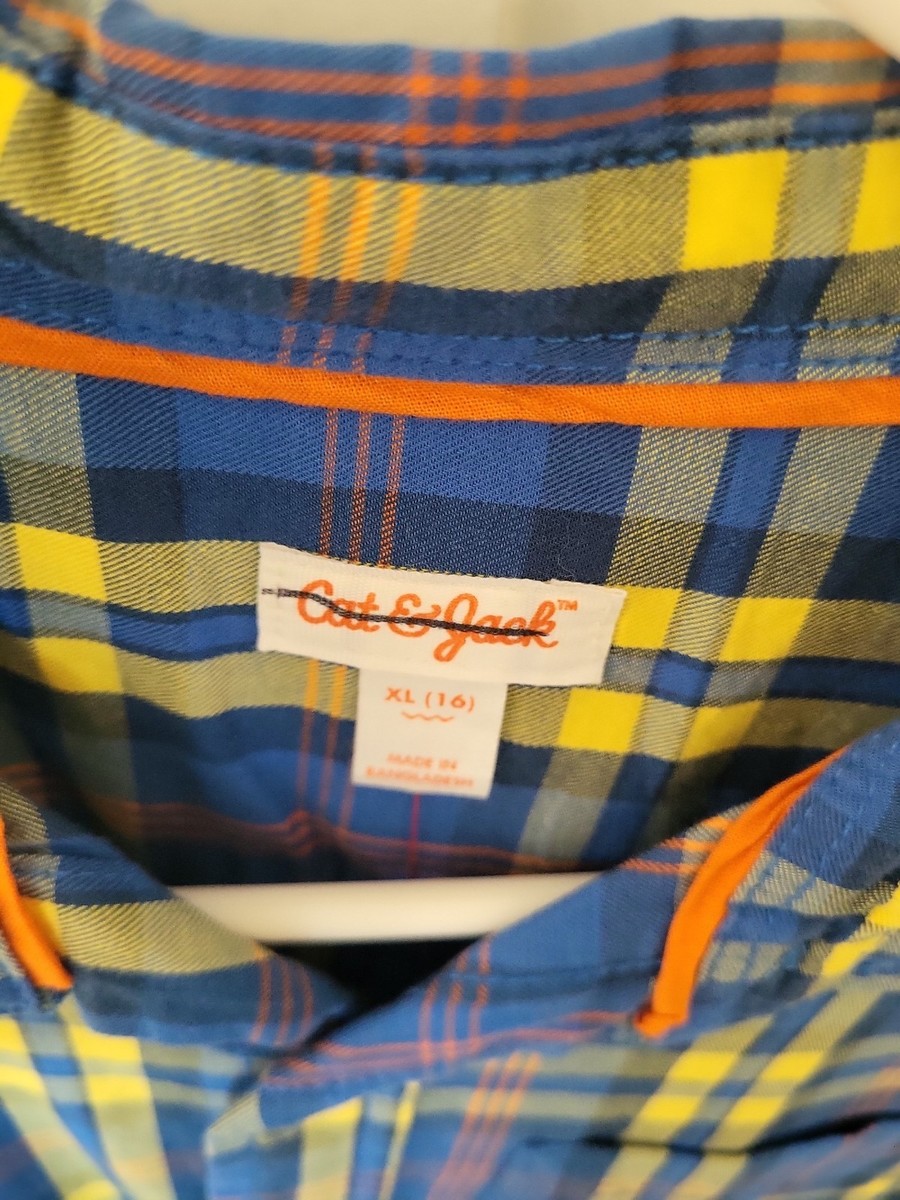 Cat & Jack™
XL (16)
MADE IN
BANGLADESH